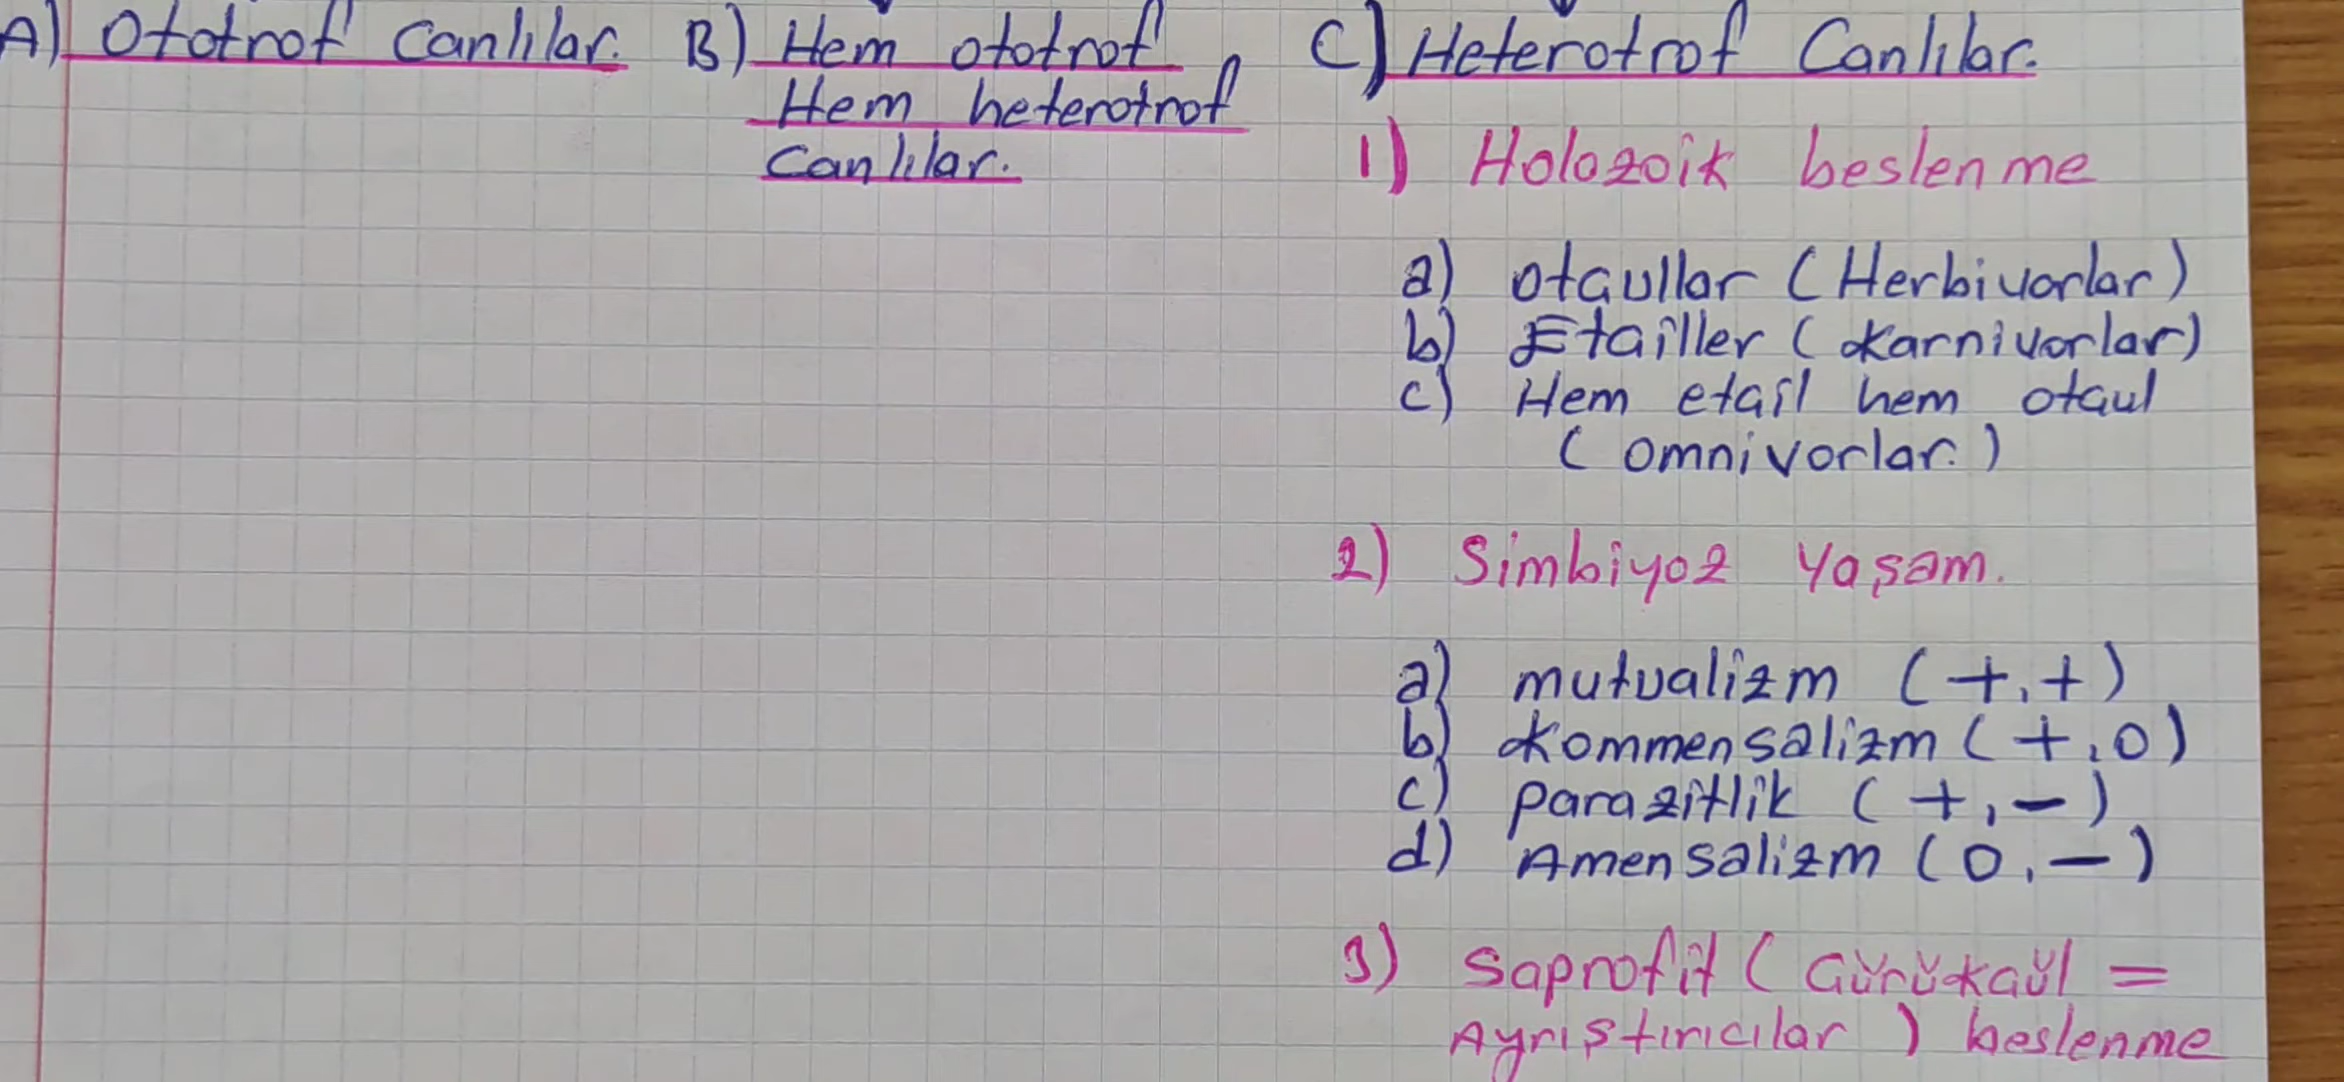 A) Ototrof Canlılar.
B) Hem ototrof
Hem heterotrof
Canlılar.
C) Heterotrof Canlılar.
1) Holozoik beslenme
a) otçullar (Herbivorlar)
b) Etçiller (Karnivorlar)
c) Hem etçil hem otçul
(omnivorlar.)
2) Simbiyoz Yaşam.
a) mutualizm (+,+)
b) Kommensalizm (+,0)
c) parazitlik (+,-)
d) Amensalizm (0,-)
3) Saprofit (Çürükçül =
Ayrıştırıcılar) beslenme